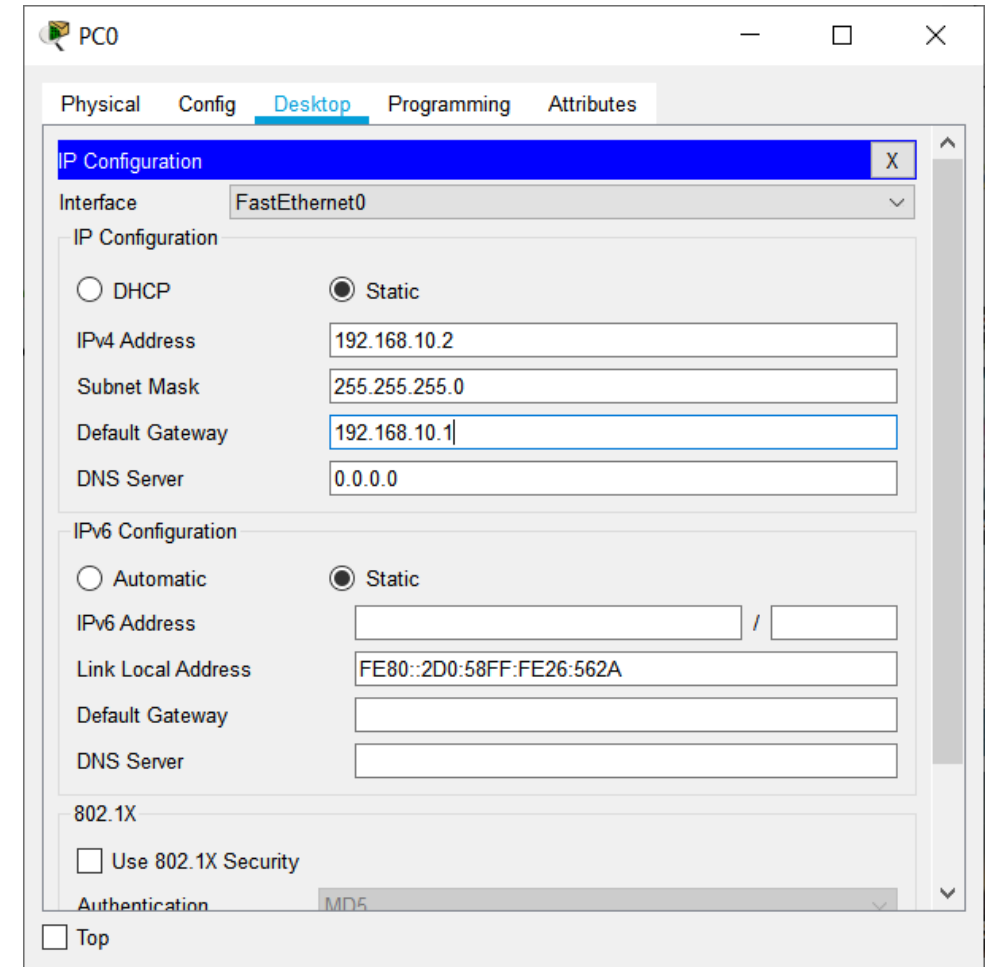 PC0
Physical Config Desktop Programming Attributes
IP Configuration X
Interface FastEthernet0
IP Configuration
DHCP Static
IPv4 Address 192.168.10.2
Subnet Mask 255.255.255.0
Default Gateway 192.168.10.1
DNS Server 0.0.0.0
IPv6 Configuration
Automatic Static
IPv6 Address /
Link Local Address FE80::2D0:58FF:FE26:562A
Default Gateway
DNS Server
802.1X
Use 802.1X Security
Authentication MD5
Top